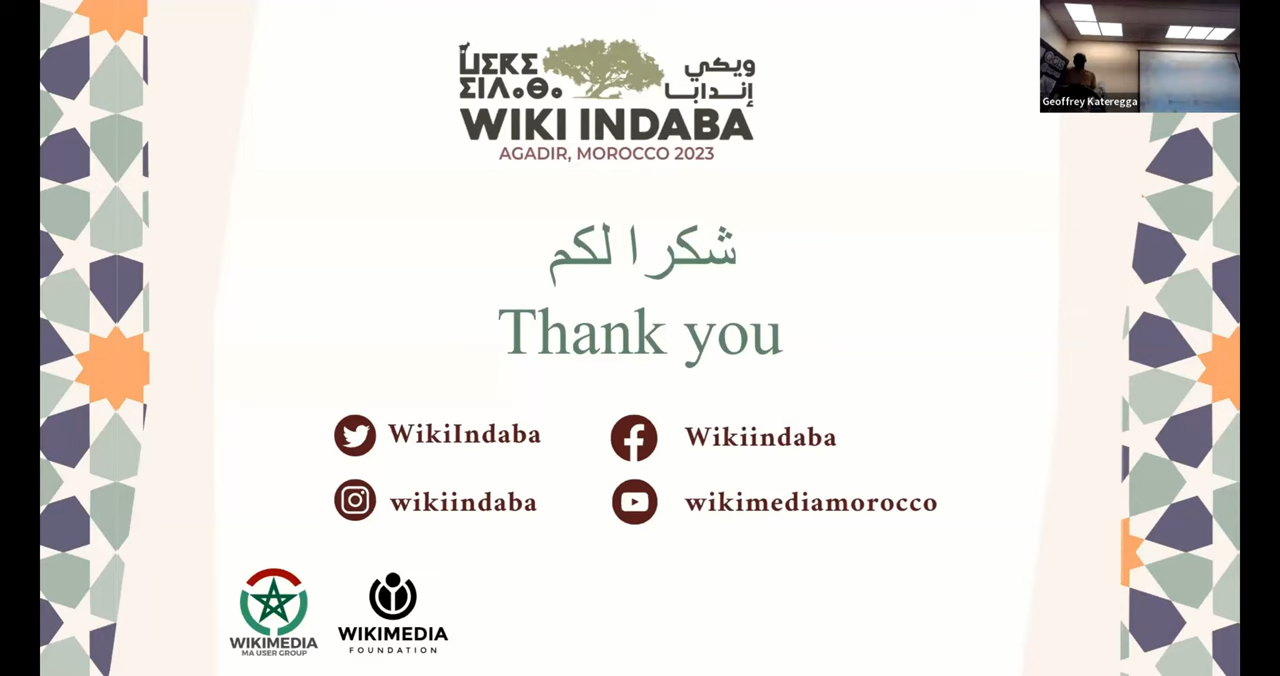 ⵡⵉⴽⵉ
ⵉⵏⴷⴰⴱⴰ
ويكي
إندابا
WIKI INDABA
AGADIR, MOROCCO 2023
Geoffrey Kateregga
شكرا لكم
Thank you
WikiIndaba
Wikiindaba
wikiindaba
wikimediamorocco
WIKIMEDIA
MA USER GROUP
WIKIMEDIA
FOUNDATION